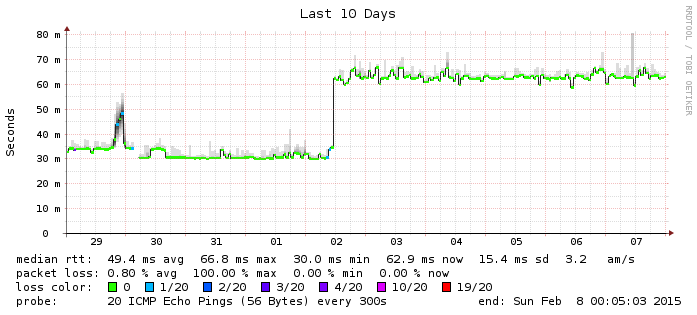 Last 10 Days
RRDTOOL / TOBI OETIKER
Seconds
80 m
70 m
60 m
50 m
40 m
30 m
20 m
10 m
0
29 30 31 01 02 03 04 05 06 07
median rtt: 49.4 ms avg 66.8 ms max 30.0 ms min 62.9 ms now 15.4 ms sd 3.2 am/s
packet loss: 0.80 % avg 100.00 % max 0.00 % min 0.00 % now
loss color: 0 1/20 2/20 3/20 4/20 10/20 19/20
probe: 20 ICMP Echo Pings (56 Bytes) every 300s end: Sun Feb 8 00:05:03 2015